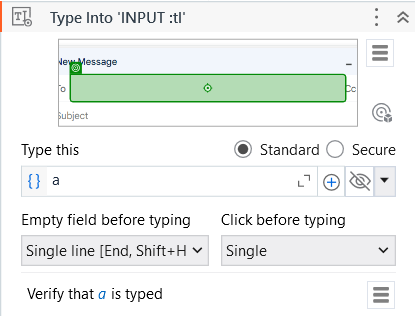 Type Into 'INPUT :tl'
New Message
To
Cc
Subject
Type this
Standard
Secure
{ } a
Empty field before typing
Click before typing
Single line [End, Shift+H
Single
Verify that a is typed